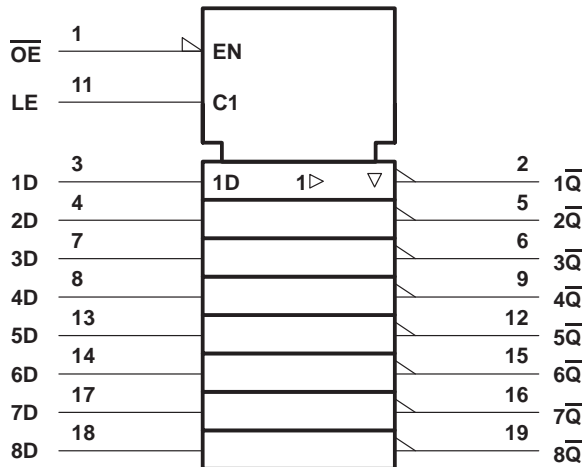 1
O̅E̅ EN
11
LE C1
3 2
1D 1D 1▷ ▽ 1Q̅
4 5
2D 2Q̅
7 6
3D 3Q̅
8 9
4D 4Q̅
13 12
5D 5Q̅
14 15
6D 6Q̅
17 16
7D 7Q̅
18 19
8D 8Q̅